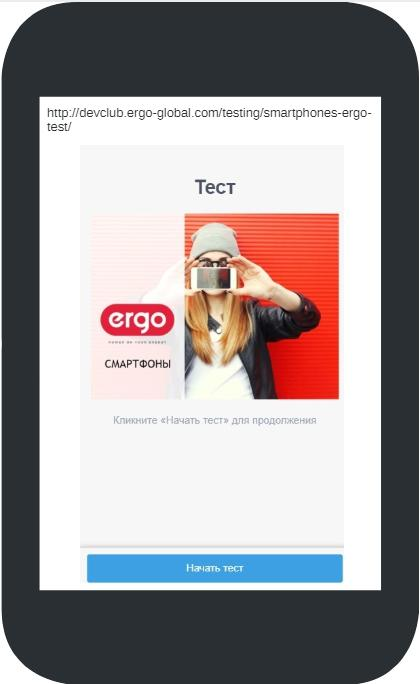 http://devclub.ergo-global.com/testing/smartphones-ergo-
test/
Тест
ergo
СМАРТФОНЫ
Кликните «Начать тест» для продолжения
Начать тест